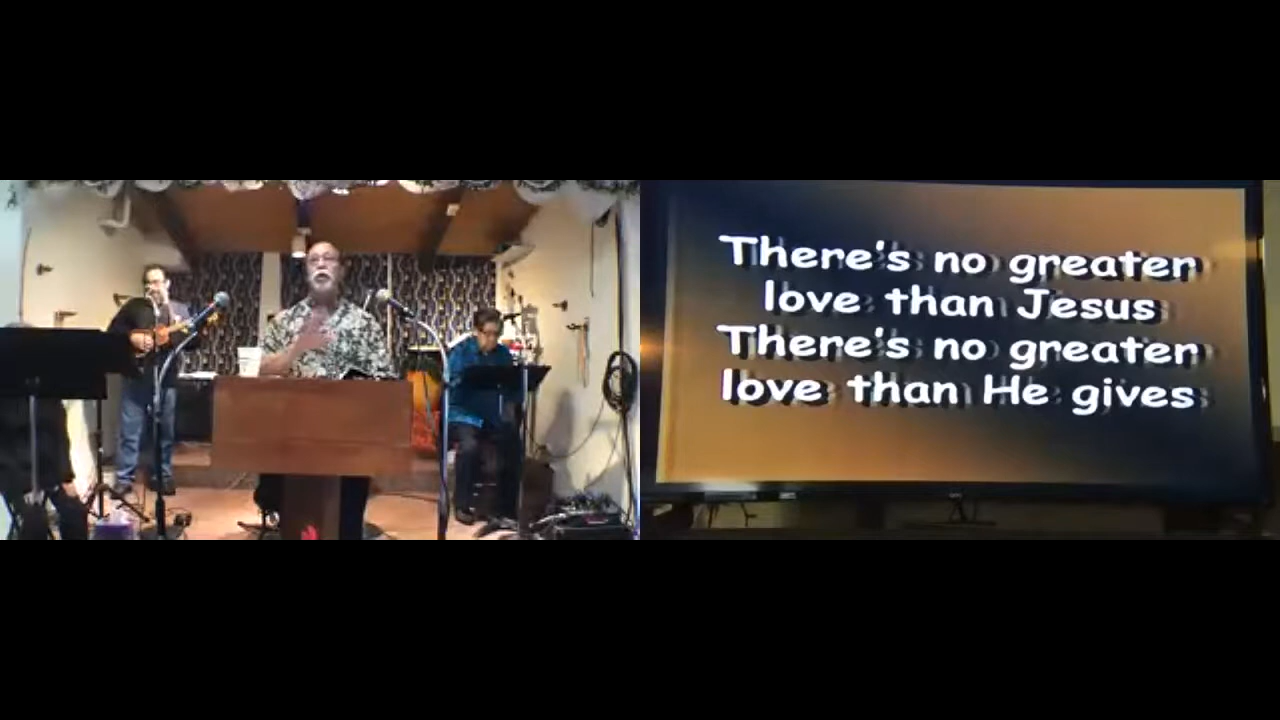 There's no greater
love than Jesus
There's no greater
love than He gives